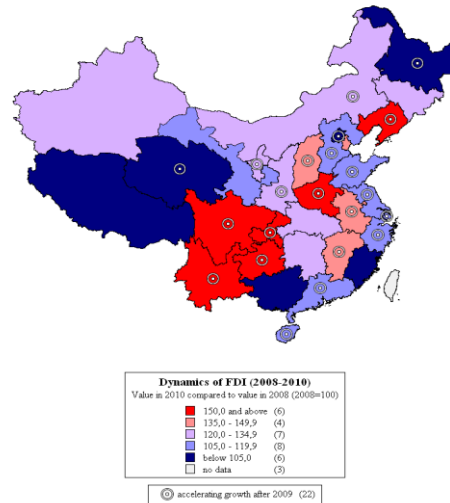 Dynamics of FDI (2008-2010)
Value in 2010 compared to value in 2008 (2008=100)
150,0 and above (6)
135,0 - 149,9 (4)
120,0 - 134,9 (7)
105,0 - 119,9 (8)
below 105,0 (6)
no data (3)
accelerating growth after 2009 (22)